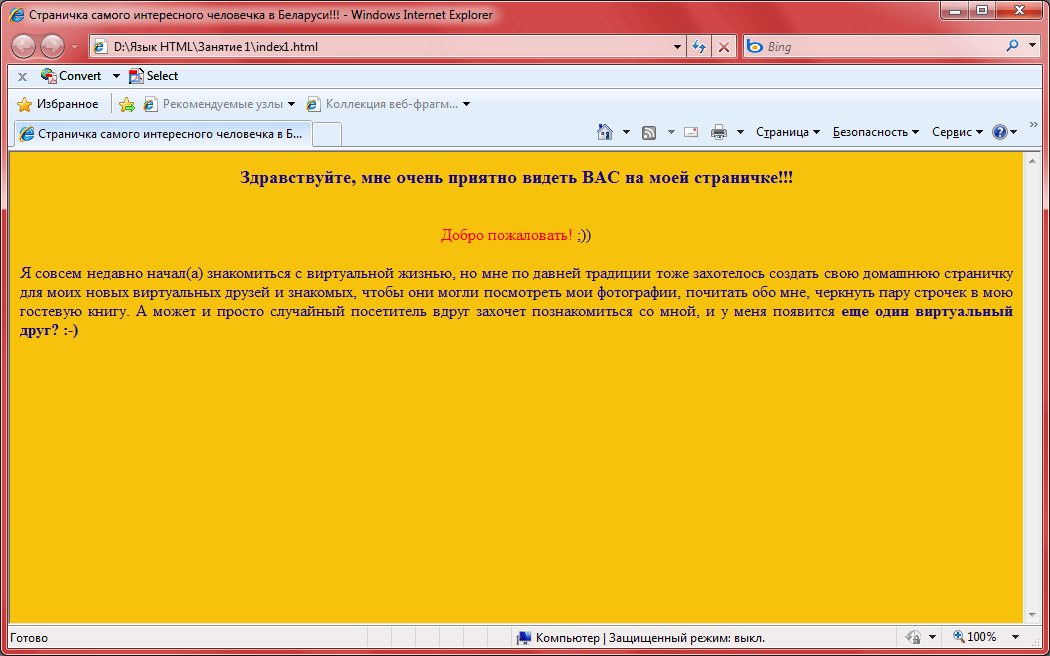 Страничка самого интересного человечка в Беларуси!!! - Windows Internet Explorer
D:\Язык HTML\Занятие 1\index1.html
Bing
x Convert Select
Избранное Рекомендуемые узлы Коллекция веб-фрагм...
Страничка самого интересного человечка в Б... Страница Безопасность Сервис »
Здравствуйте, мне очень приятно видеть ВАС на моей страничке!!!
Добро пожаловать! ;))
Я совсем недавно начал(а) знакомиться с виртуальной жизнью, но мне по давней традиции тоже захотелось создать свою домашнюю страничку
для моих новых виртуальных друзей и знакомых, чтобы они могли посмотреть мои фотографии, почитать обо мне, черкнуть пару строчек в мою
гостевую книгу. А может и просто случайный посетитель вдруг захочет познакомиться со мной, и у меня появится еще один виртуальный
друг? :-)
Готово Компьютер | Защищенный режим: выкл. 100%